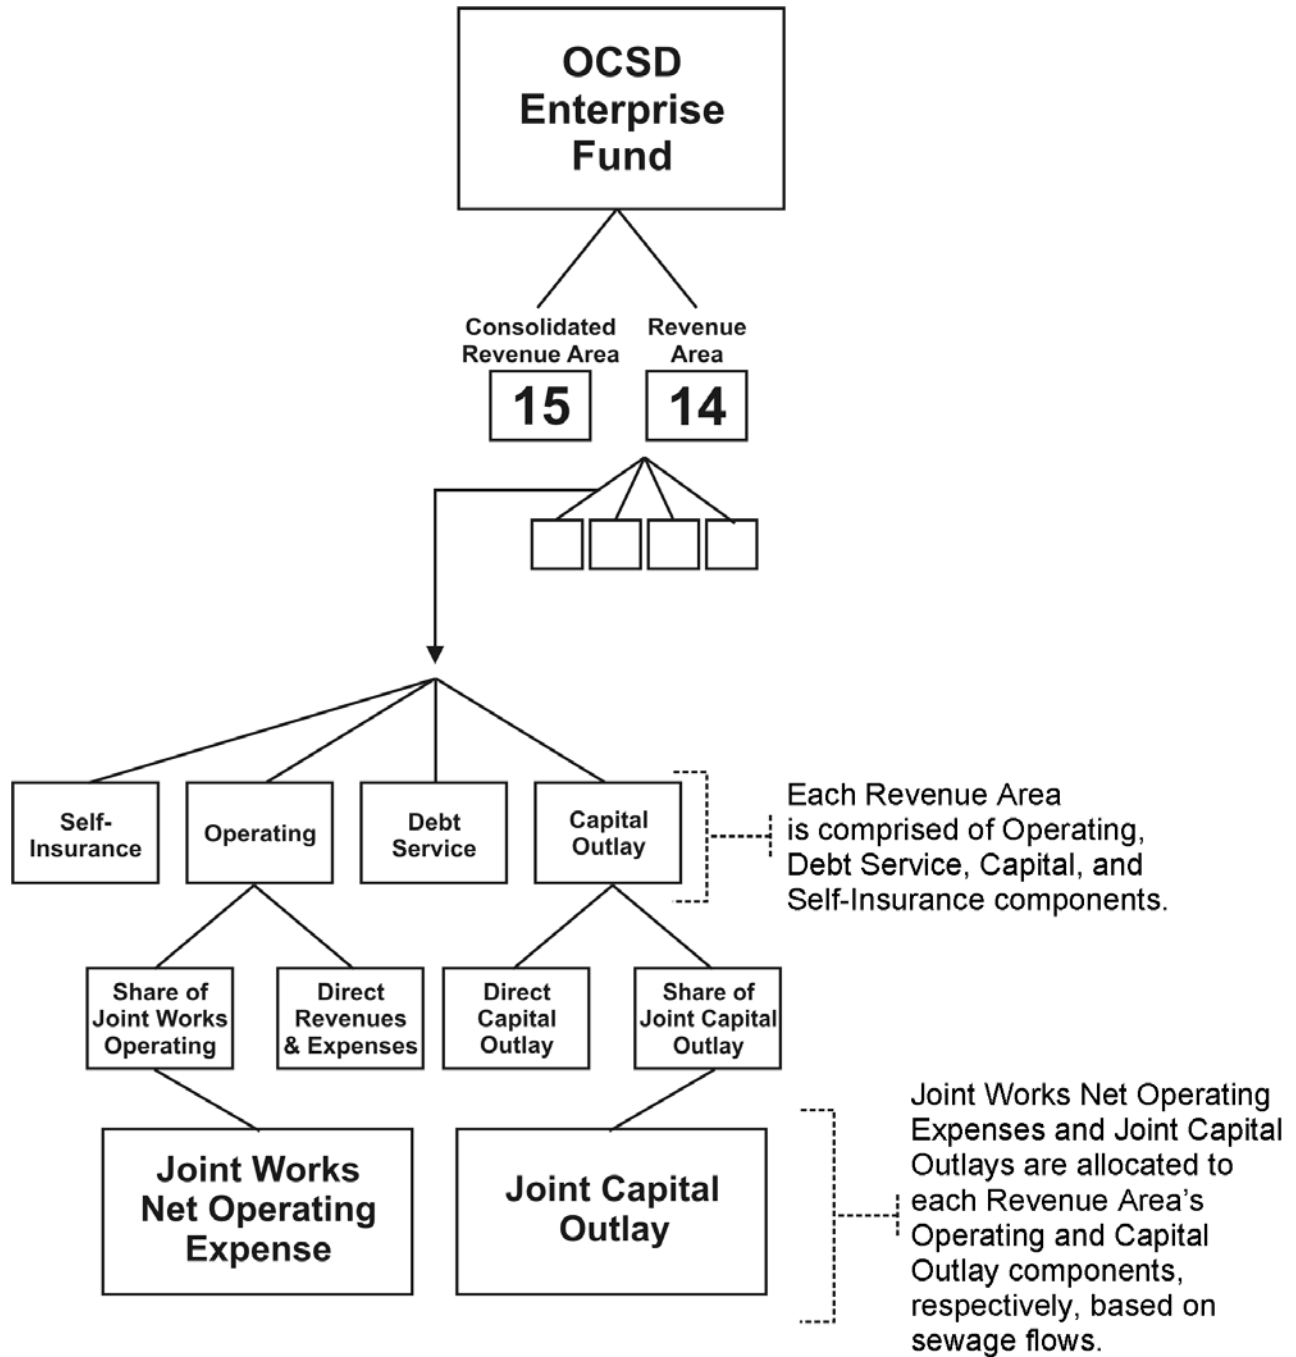 OCSD
Enterprise
Fund
Consolidated
Revenue Area
Revenue
Area
15
14
Self-
Insurance
Operating
Debt
Service
Capital
Outlay
Each Revenue Area
is comprised of Operating,
Debt Service, Capital, and
Self-Insurance components.
Share of
Joint Works
Operating
Direct
Revenues
& Expenses
Direct
Capital
Outlay
Share of
Joint Capital
Outlay
Joint Works
Net Operating
Expense
Joint Capital
Outlay
Joint Works Net Operating
Expenses and Joint Capital
Outlays are allocated to
each Revenue Area’s
Operating and Capital
Outlay components,
respectively, based on
sewage flows.